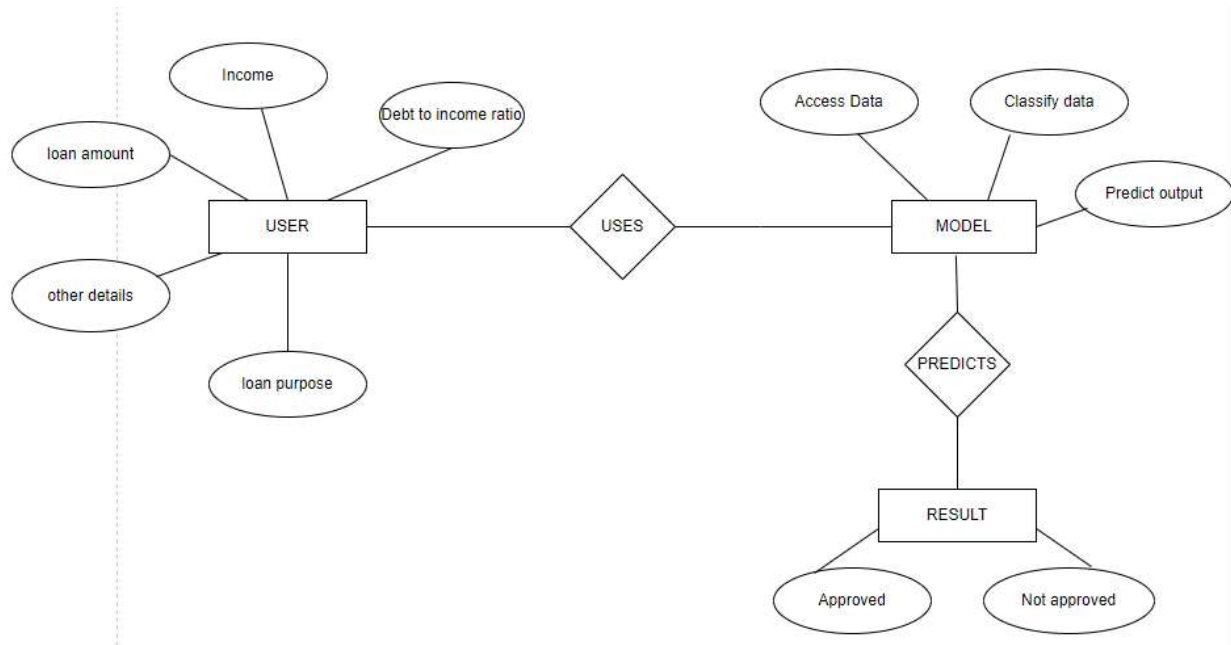 Income
Debt to income ratio
loan amount
USER
other details
loan purpose
USES
Access Data
Classify data
Predict output
MODEL
PREDICTS
RESULT
Approved
Not approved